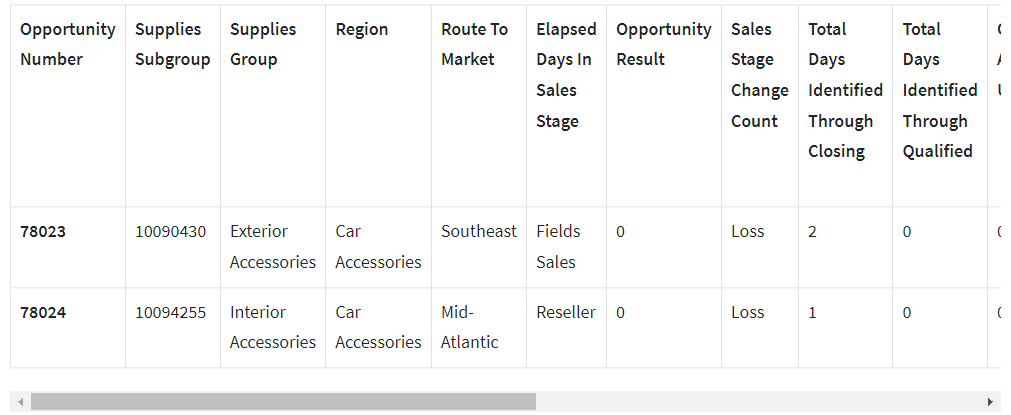 Opportunity Supplies Supplies Region Route To Elapsed Opportunity Sales Total Total
Number Subgroup Group Market Days In Result Stage Days Days
Sales Change Identified Identified
Stage Count Through Through
Closing Qualified
78023 10090430 Exterior Car Southeast Fields 0 Loss 2 0
Accessories Accessories Sales
78024 10094255 Interior Car Mid- Reseller 0 Loss 1 0
Accessories Accessories Atlantic